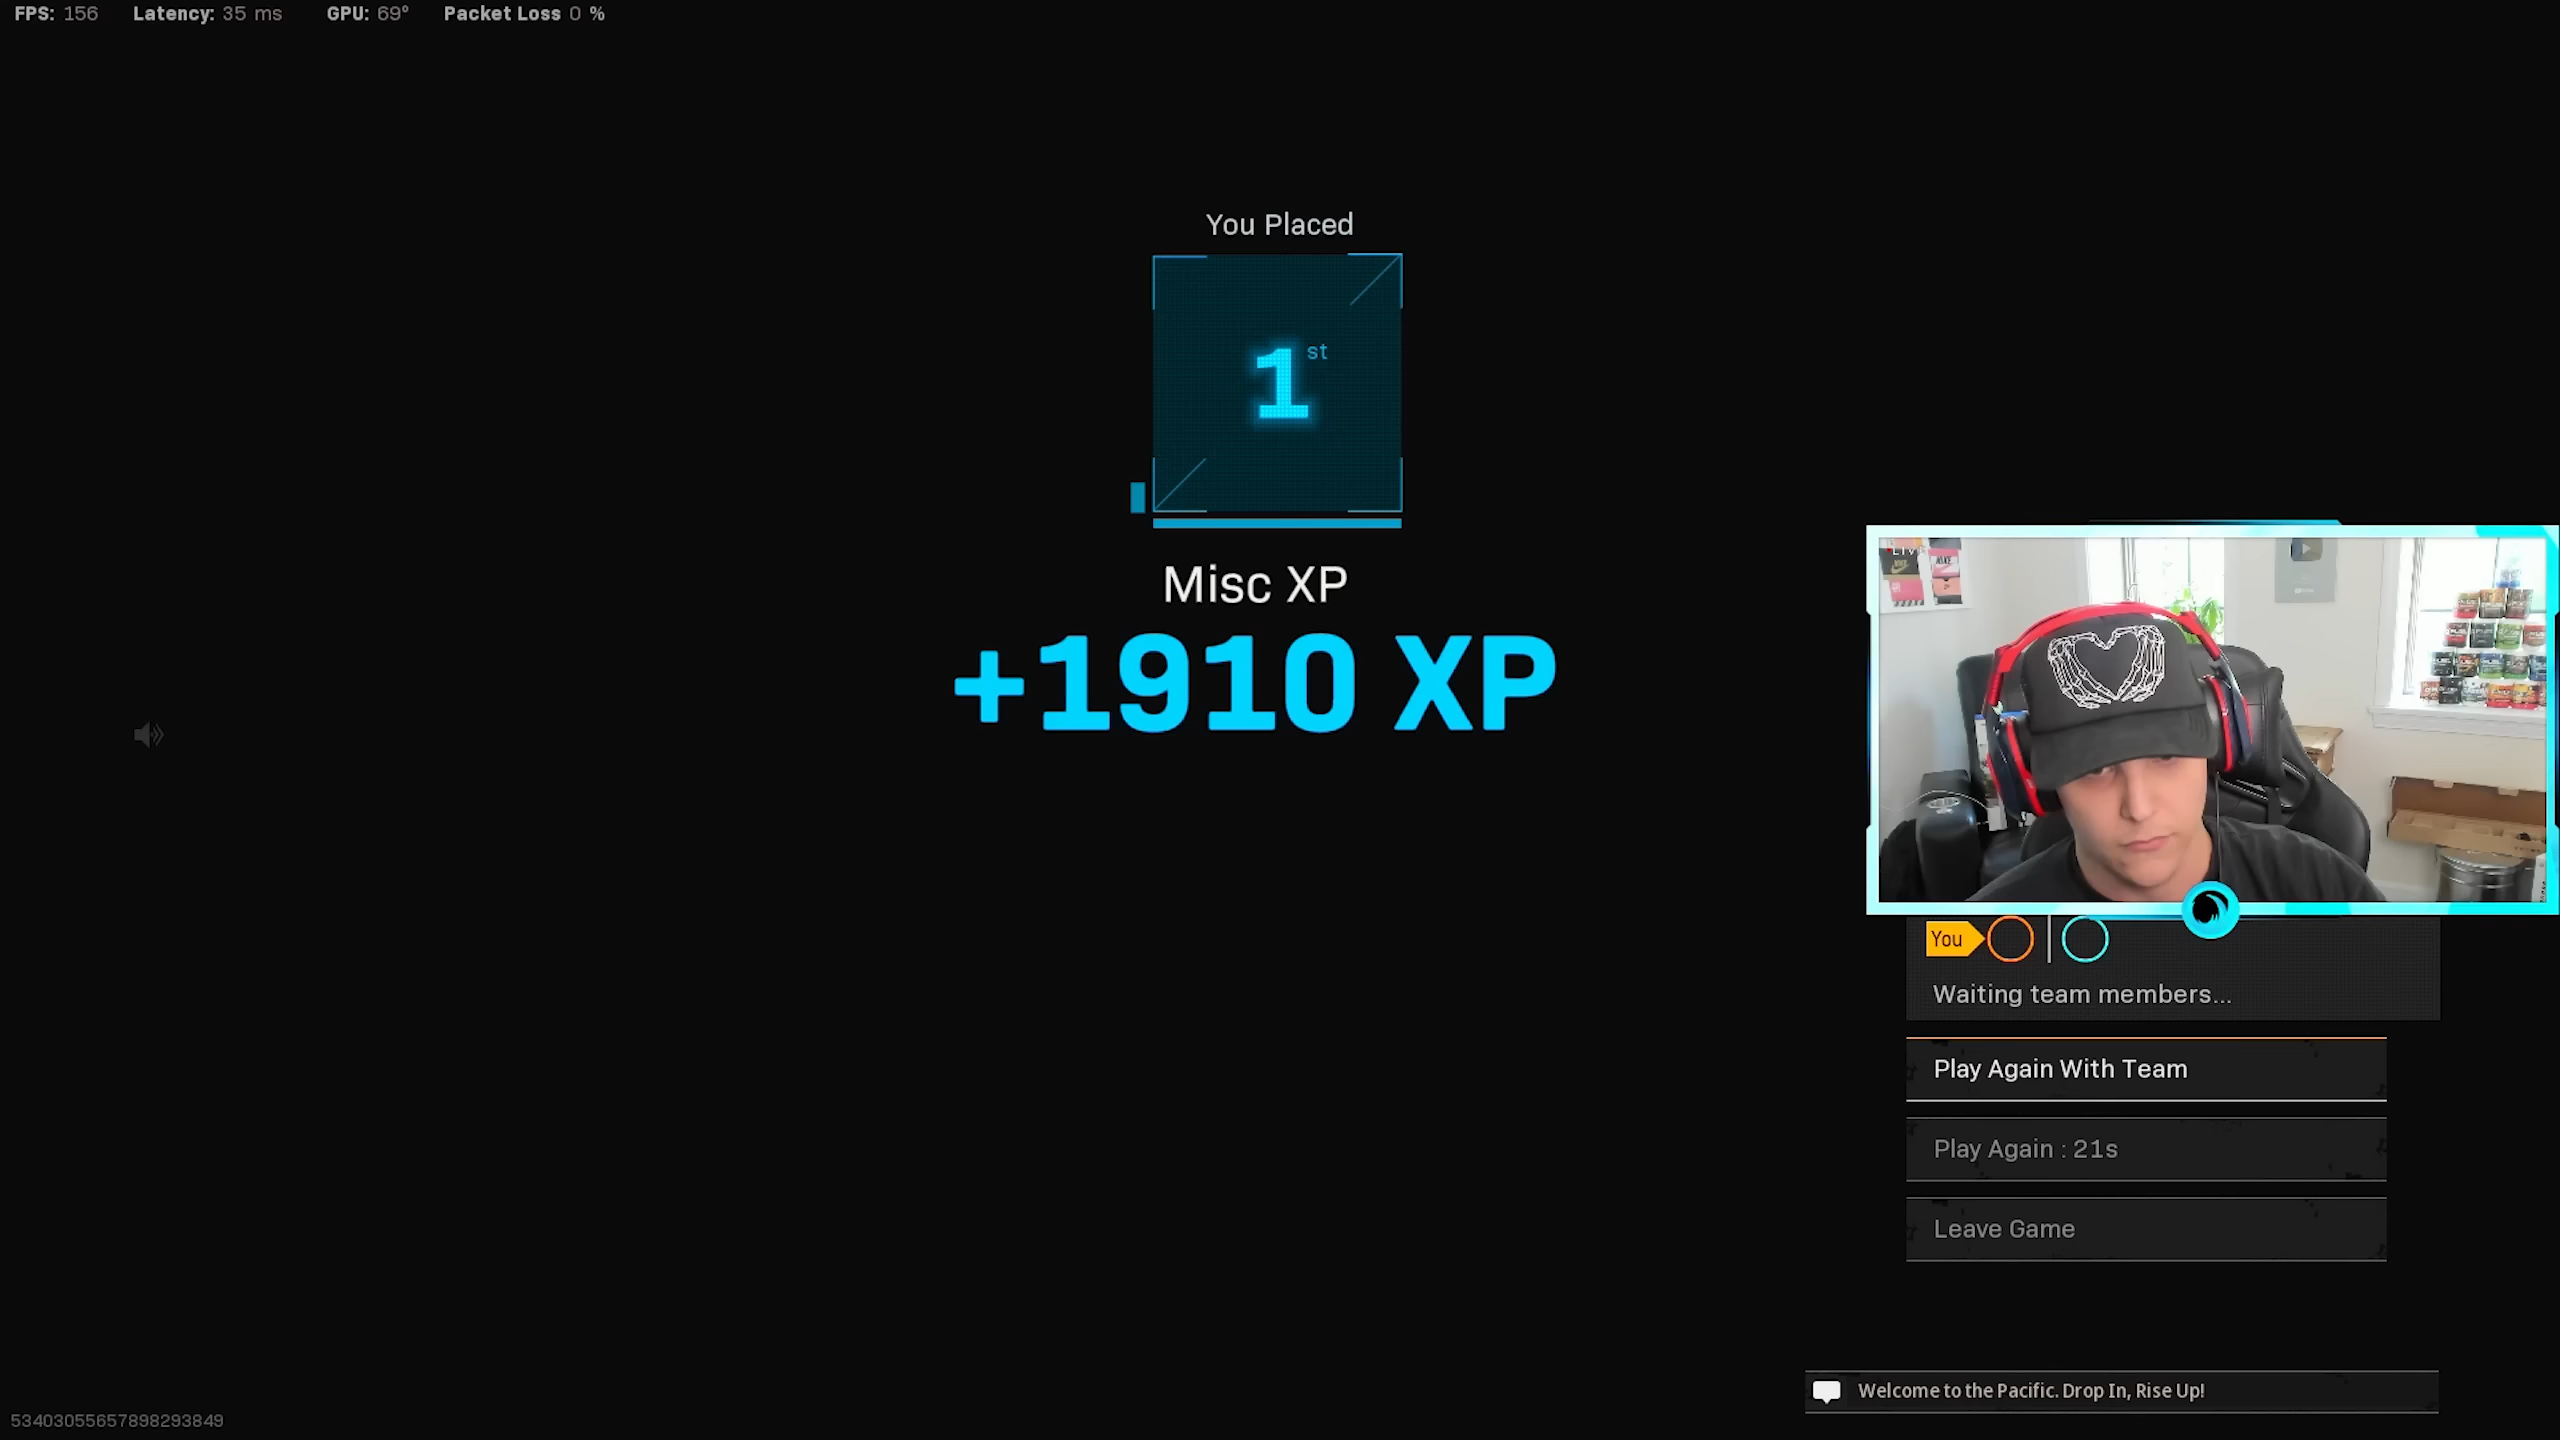 FPS: 156 Latency: 35 ms GPU: 69° Packet Loss 0 %
You Placed
1st
Misc XP
+1910 XP
LIVE
You
Waiting team members...
Play Again With Team
Play Again : 21s
Leave Game
Welcome to the Pacific. Drop In, Rise Up!
53403055657898293849